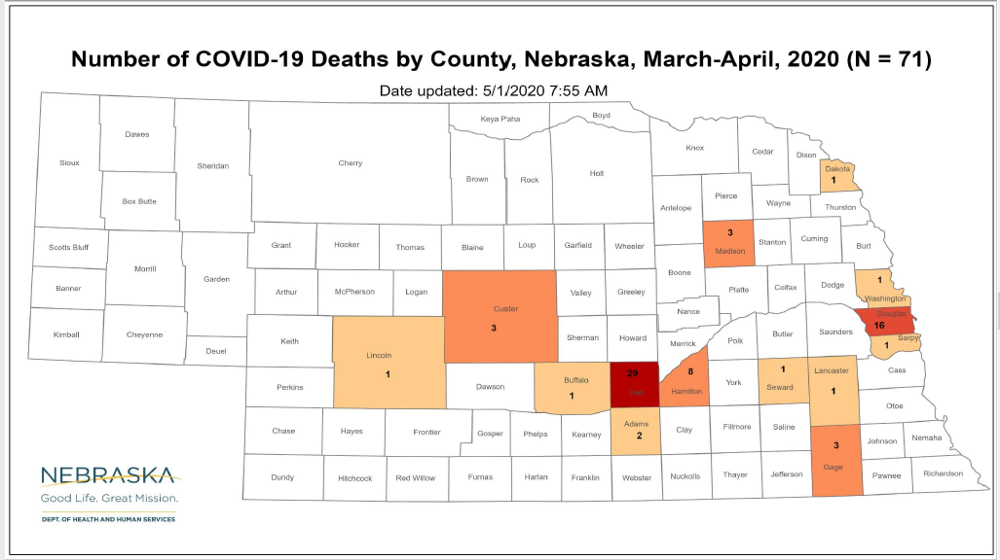 Number of COVID-19 Deaths by County, Nebraska, March-April, 2020 (N = 71)
Date updated: 5/1/2020 7:55 AM
Keya Paha
Boyd
Dawes
Sioux
Sheridan
Cherry
Brown
Rock
Holt
Knox
Cedar
Dixon
Dakota
1
Box Butte
Antelope
Pierce
Wayne
Thurston
Scotts Bluff
Morrill
Garden
Grant
Hooker
Thomas
Blaine
Loup
Garfield
Wheeler
3
Madison
Stanton
Cuming
Burt
Banner
Arthur
McPherson
Logan
Custer
3
Valley
Greeley
Boone
Platte
Colfax
Dodge
1
Washington
Kimball
Cheyenne
Deuel
Keith
Lincoln
1
Sherman
Howard
Nance
Merrick
Polk
Butler
Saunders
Douglas
16
1
Sarpy
Perkins
Dawson
Buffalo
1
29
Hall
8
Hamilton
York
1
Seward
Lancaster
1
Cass
Otoe
Chase
Hayes
Frontier
Gosper
Phelps
Kearney
Adams
2
Clay
Fillmore
Saline
3
Gage
Johnson
Nemaha
Dundy
Hitchcock
Red Willow
Furnas
Harlan
Franklin
Webster
Nuckolls
Thayer
Jefferson
Pawnee
Richardson
NEBRASKA
Good Life. Great Mission.
DEPT. OF HEALTH AND HUMAN SERVICES